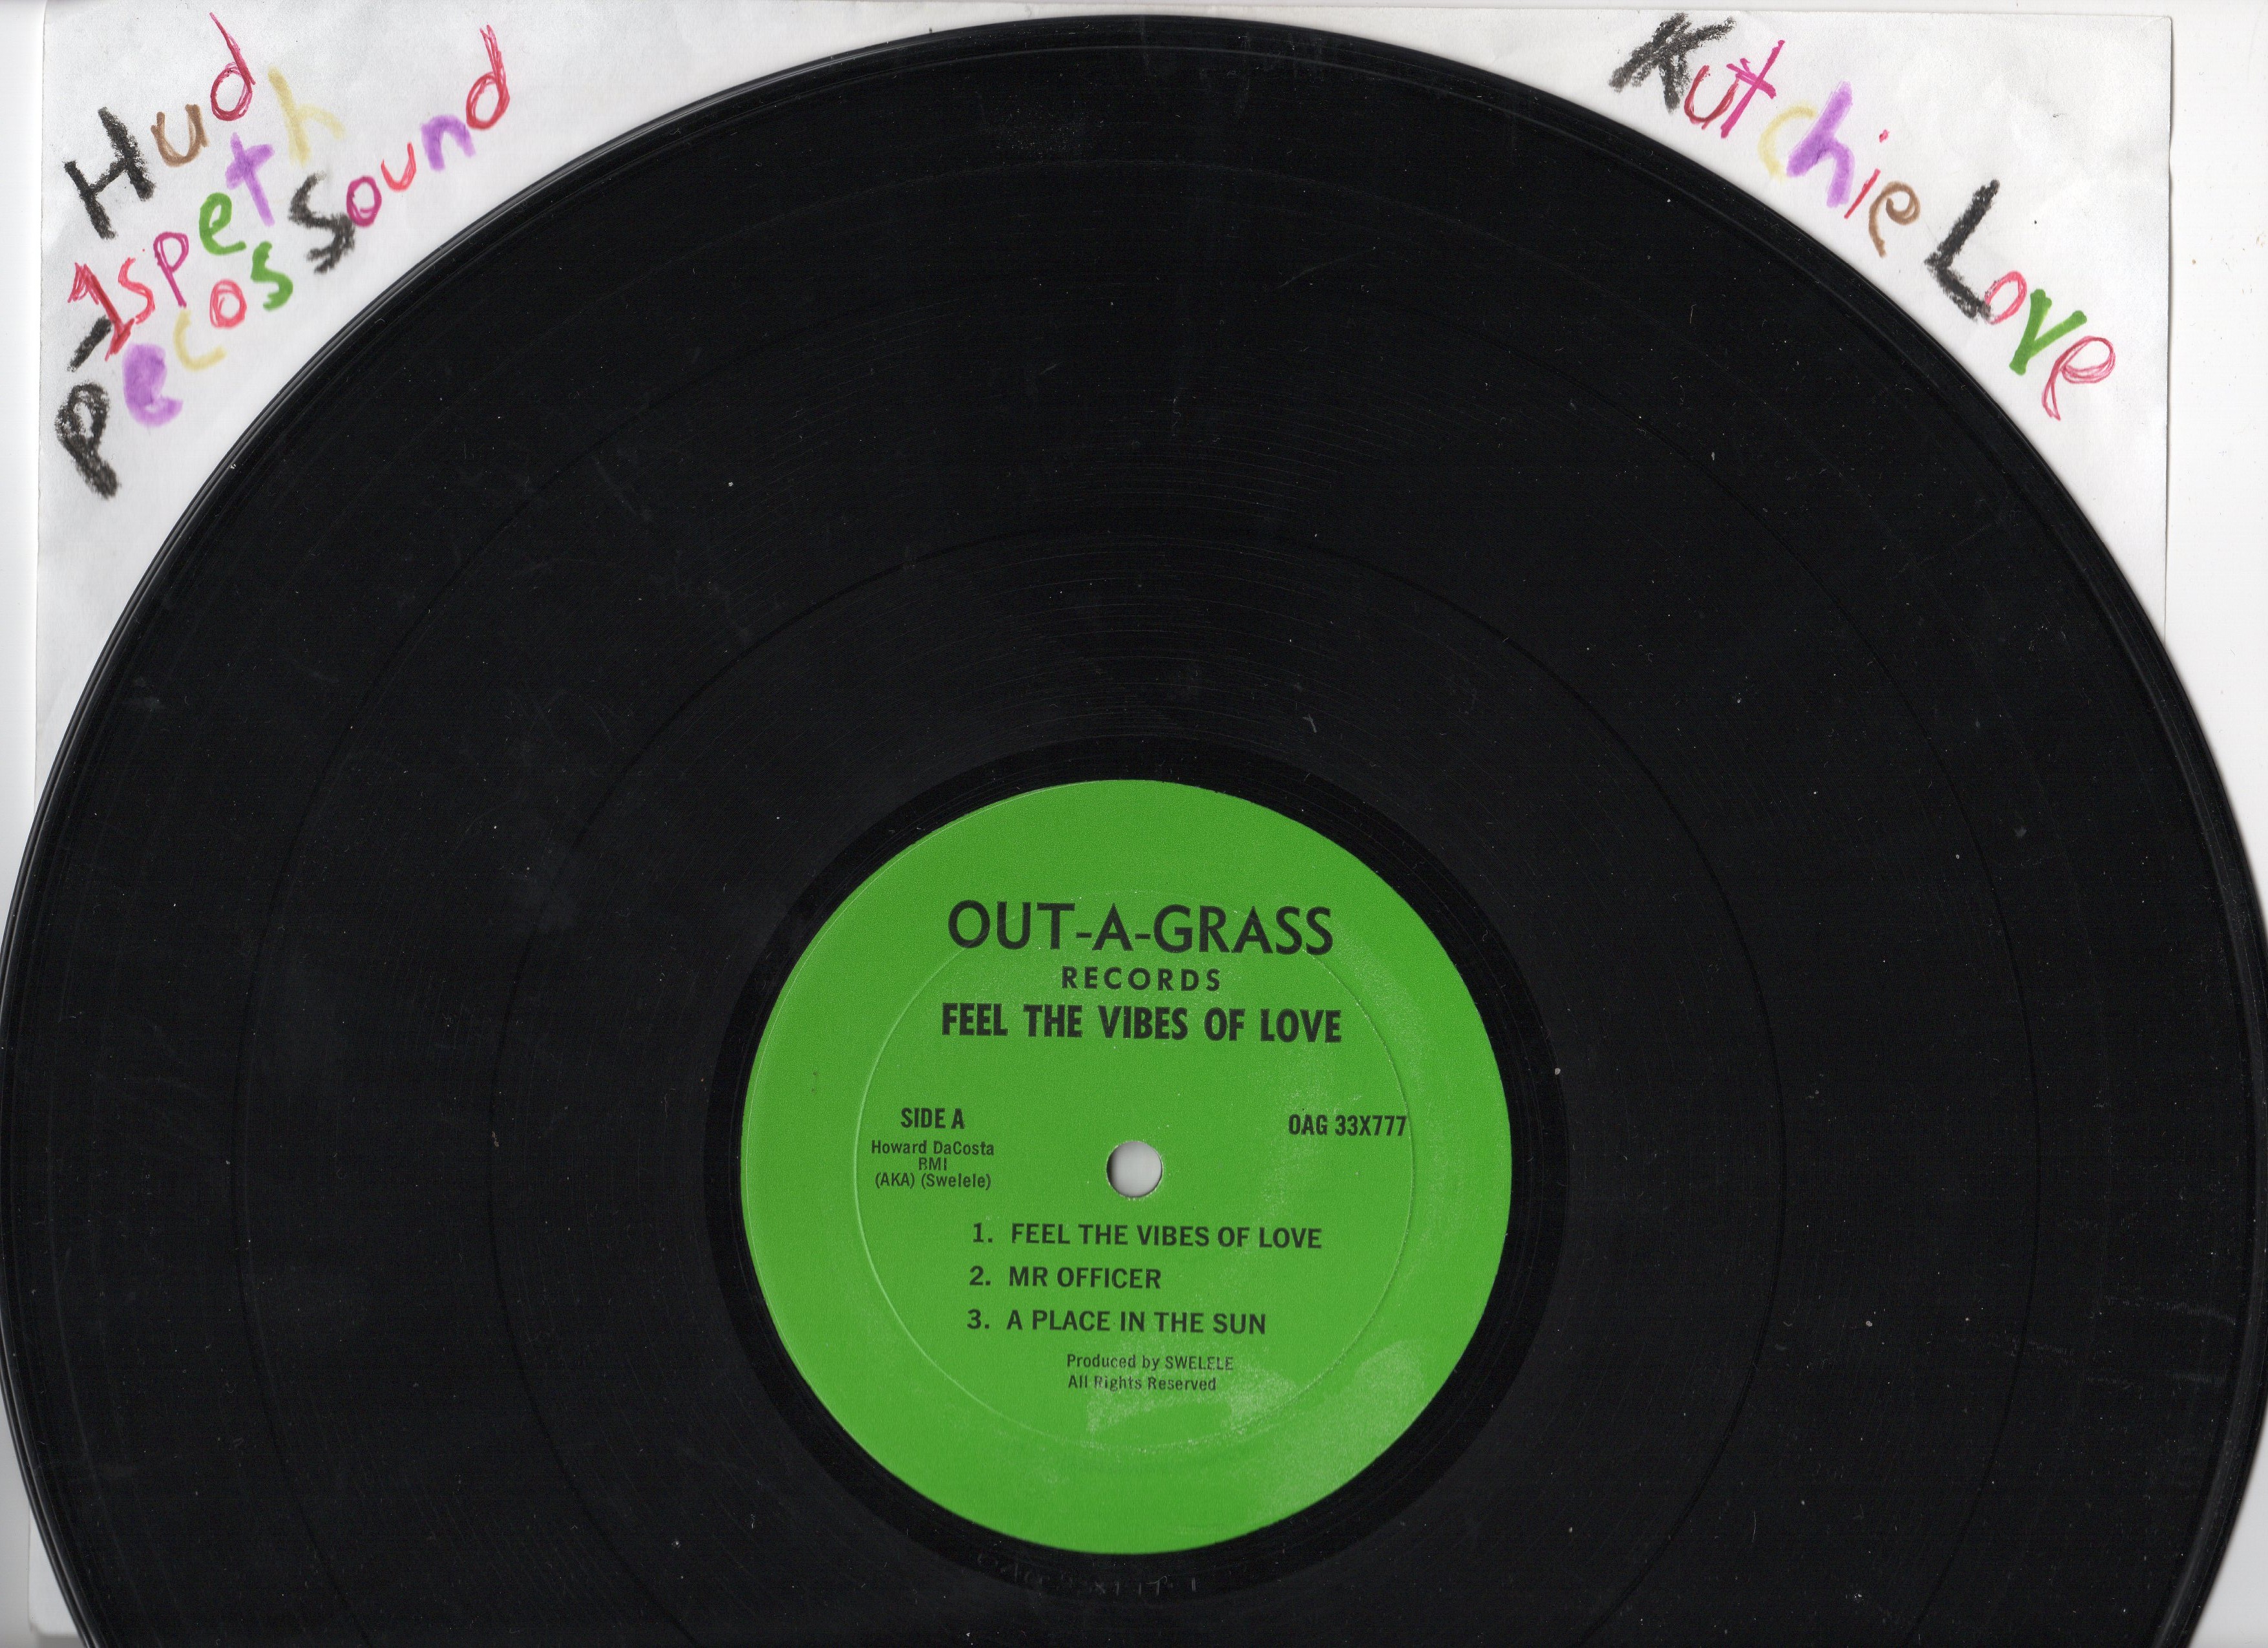 Hud
-1speth
Pecos Sound
Kutchie Love
OUT-A-GRASS
RECORDS
FEEL THE VIBES OF LOVE
SIDE A
Howard DaCosta
BMI
(AKA) (Swelele)
OAG 33X777
1. FEEL THE VIBES OF LOVE
2. MR OFFICER
3. A PLACE IN THE SUN
Produced by SWELELE
All Rights Reserved